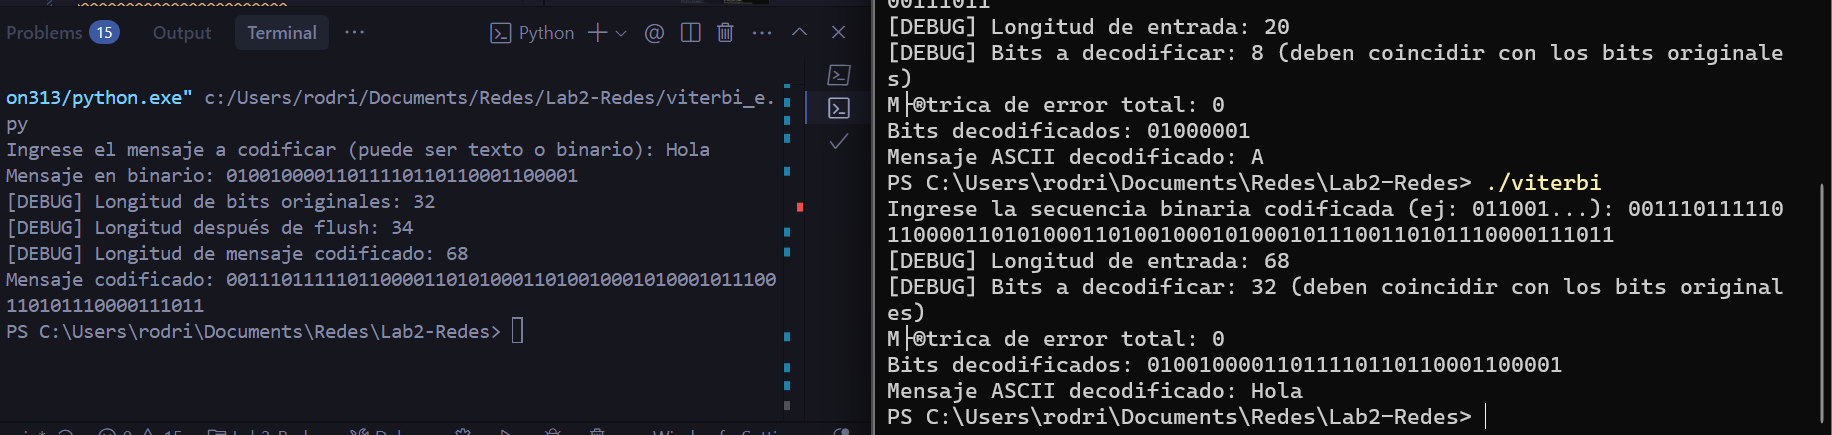 Problems 15 Output Terminal ··· Python
on313/python.exe" c:/Users/rodri/Documents/Redes/Lab2-Redes/viterbi_e.
py
Ingrese el mensaje a codificar (puede ser texto o binario): Hola
Mensaje en binario: 01001000011011110110110001100001
[DEBUG] Longitud de bits originales: 32
[DEBUG] Longitud después de flush: 34
[DEBUG] Longitud de mensaje codificado: 68
Mensaje codificado: 00111011111011000011010100011010010001010001011100
110101110000111011
PS C:\Users\rodri\Documents\Redes\Lab2-Redes>
00111011
[DEBUG] Longitud de entrada: 20
[DEBUG] Bits a decodificar: 8 (deben coincidir con los bits originale
s)
M├®trica de error total: 0
Bits decodificados: 01000001
Mensaje ASCII decodificado: A
PS C:\Users\rodri\Documents\Redes\Lab2-Redes> ./viterbi
Ingrese la secuencia binaria codificada (ej: 011001...): 001110111110
11000011010100011010010001010001011100110101110000111011
[DEBUG] Longitud de entrada: 68
[DEBUG] Bits a decodificar: 32 (deben coincidir con los bits original
es)
M├®trica de error total: 0
Bits decodificados: 01001000011011110110110001100001
Mensaje ASCII decodificado: Hola
PS C:\Users\rodri\Documents\Redes\Lab2-Redes>